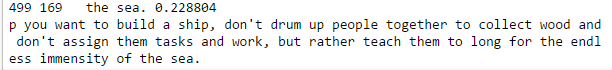 499 169   the sea. 0.228804
p you want to build a ship, don't drum up people together to collect wood and
 don't assign them tasks and work, but rather teach them to long for the endl
ess immensity of the sea.